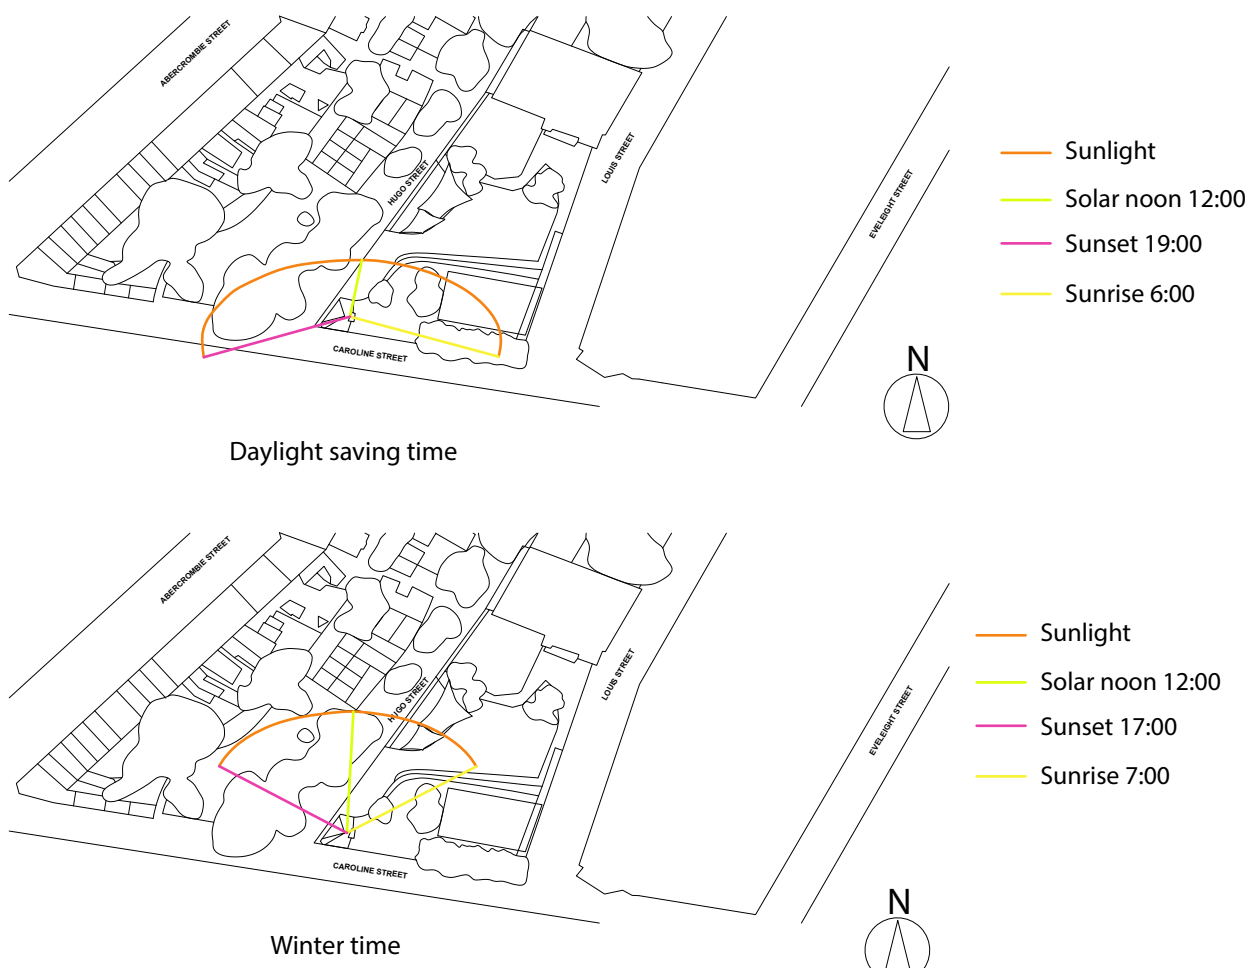 ABERCROMBIE STREET
HUGO STREET
LOUIS STREET
EVELEIGHT STREET
CAROLINE STREET
Sunlight
Solar noon 12:00
Sunset 19:00
Sunrise 6:00
N
Daylight saving time
ABERCROMBIE STREET
HUGO STREET
LOUIS STREET
EVELEIGHT STREET
CAROLINE STREET
Sunlight
Solar noon 12:00
Sunset 17:00
Sunrise 7:00
N
Winter time